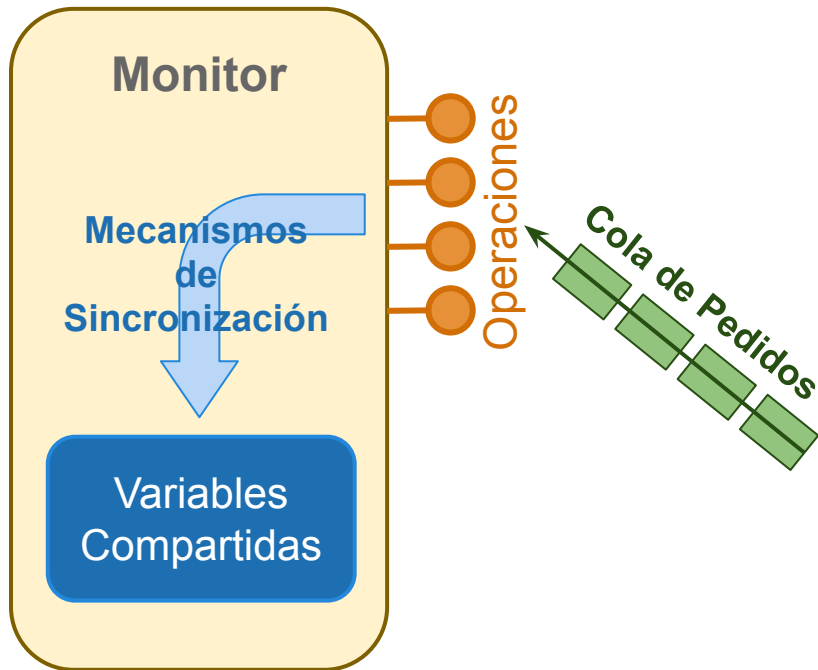 Monitor
Mecanismos
de
Sincronización
Variables
Compartidas
Operaciones
Cola de Pedidos